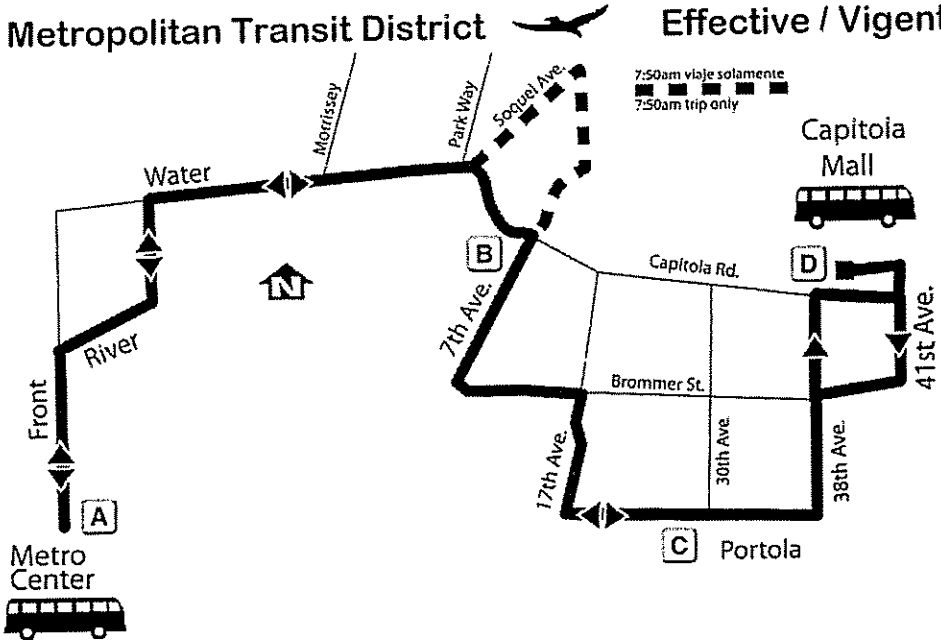 Metropolitan Transit District
Effective / Vigent
7:50am viaje solamente
7:50am trip only
Capitola
Mall
Morrissey
Park Way
Soquel Ave.
Water
N
B
Capitola Rd.
D
41st Ave.
7th Ave.
River
Front
Brommer St.
17th Ave.
30th Ave.
38th Ave.
A
C
Portola
Metro
Center